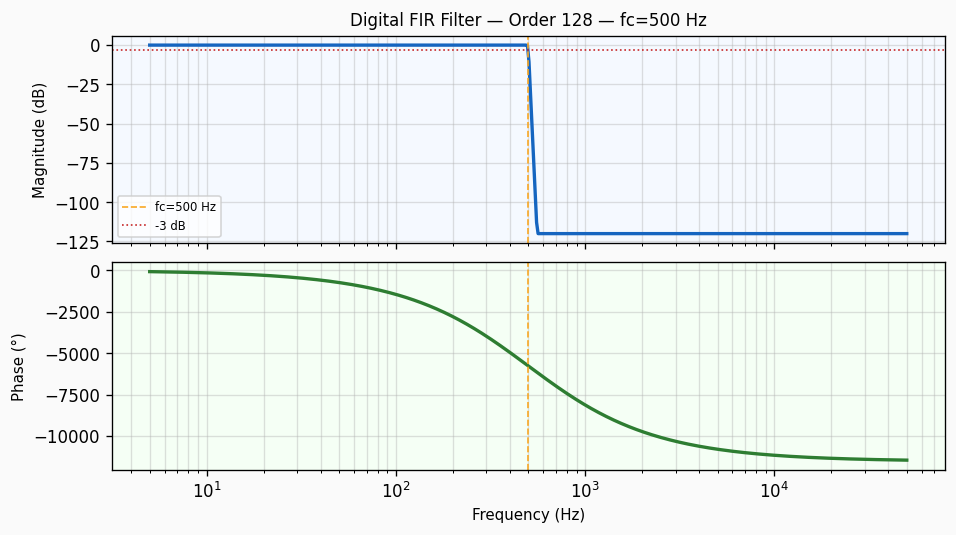 Digital FIR Filter — Order 128 — fc=500 Hz
Magnitude (dB)
0
−25
−50
−75
−100
−125
fc=500 Hz
-3 dB
Phase (°)
0
−2500
−5000
−7500
−10000
10¹
10²
10³
10⁴
Frequency (Hz)